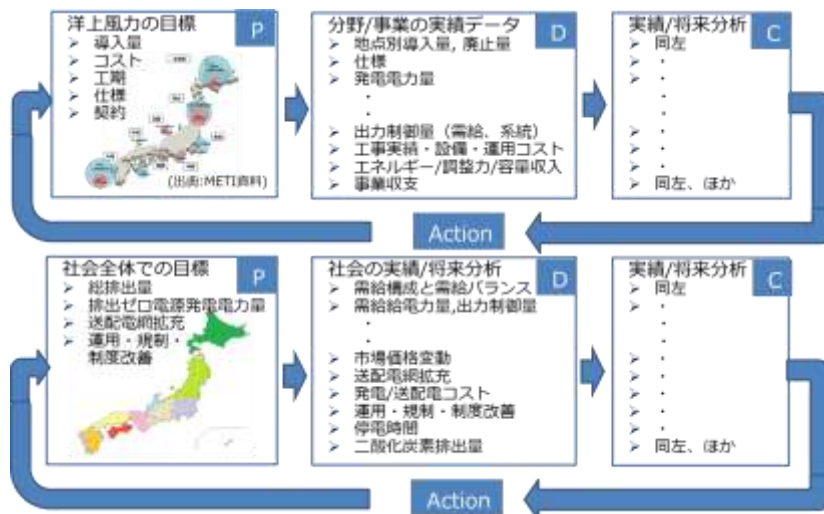 洋上風力の目標
P
➢ 導入量
➢ コスト
➢ 工期
➢ 仕様
➢ 契約
(出典:METI資料)
分野/事業の実績データ
D
➢ 地点別導入量, 廃止量
➢ 仕様
➢ 発電電力量
・
・
➢ 出力制御量（需給、系統）
➢ 工事実績・設備・運用コスト
➢ エネルギー/調整力/容量収入
➢ 事業収支
実績/将来分析
C
➢ 同左
➢ ・
➢ ・
・
・
➢ ・
➢ ・
➢ ・
➢ 同左、ほか
Action
社会全体での目標
P
➢ 総排出量
➢ 排出ゼロ電源発電電力量
➢ 送配電網拡充
➢ 運用・規制・
制度改善
社会の実績/将来分析
D
➢ 需給構成と需給バランス
➢ 需給給電力量,出力制御量
・
・
➢ 市場価格変動
➢ 送配電網拡充
➢ 発電/送配電コスト
➢ 運用・規制・制度改善
➢ 停電時間
➢ 二酸化炭素排出量
実績/将来分析
C
➢ 同左
➢ ・
・
・
➢ ・
➢ ・
➢ ・
➢ ・
➢ ・
➢ 同左、ほか
Action